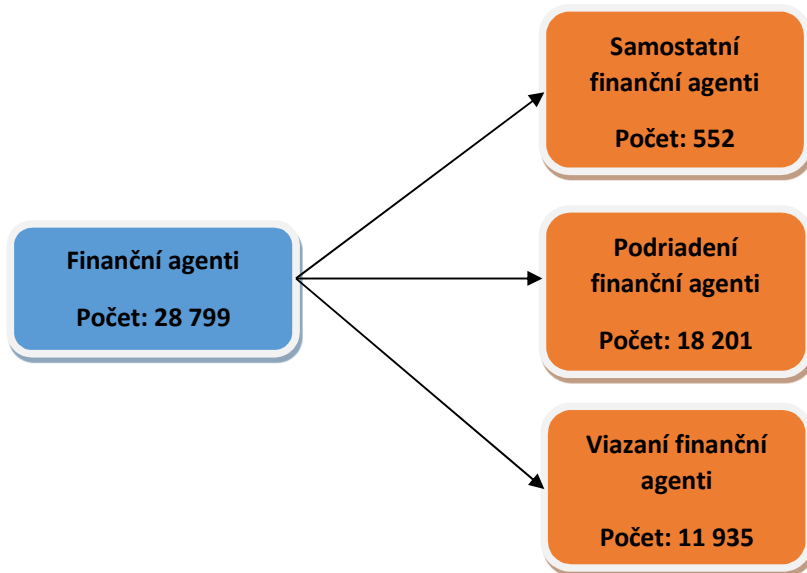 Samostatní
finanční agenti
Počet: 552
Finanční agenti
Počet: 28 799
Podriadení
finanční agenti
Počet: 18 201
Viazaní finanční
agenti
Počet: 11 935